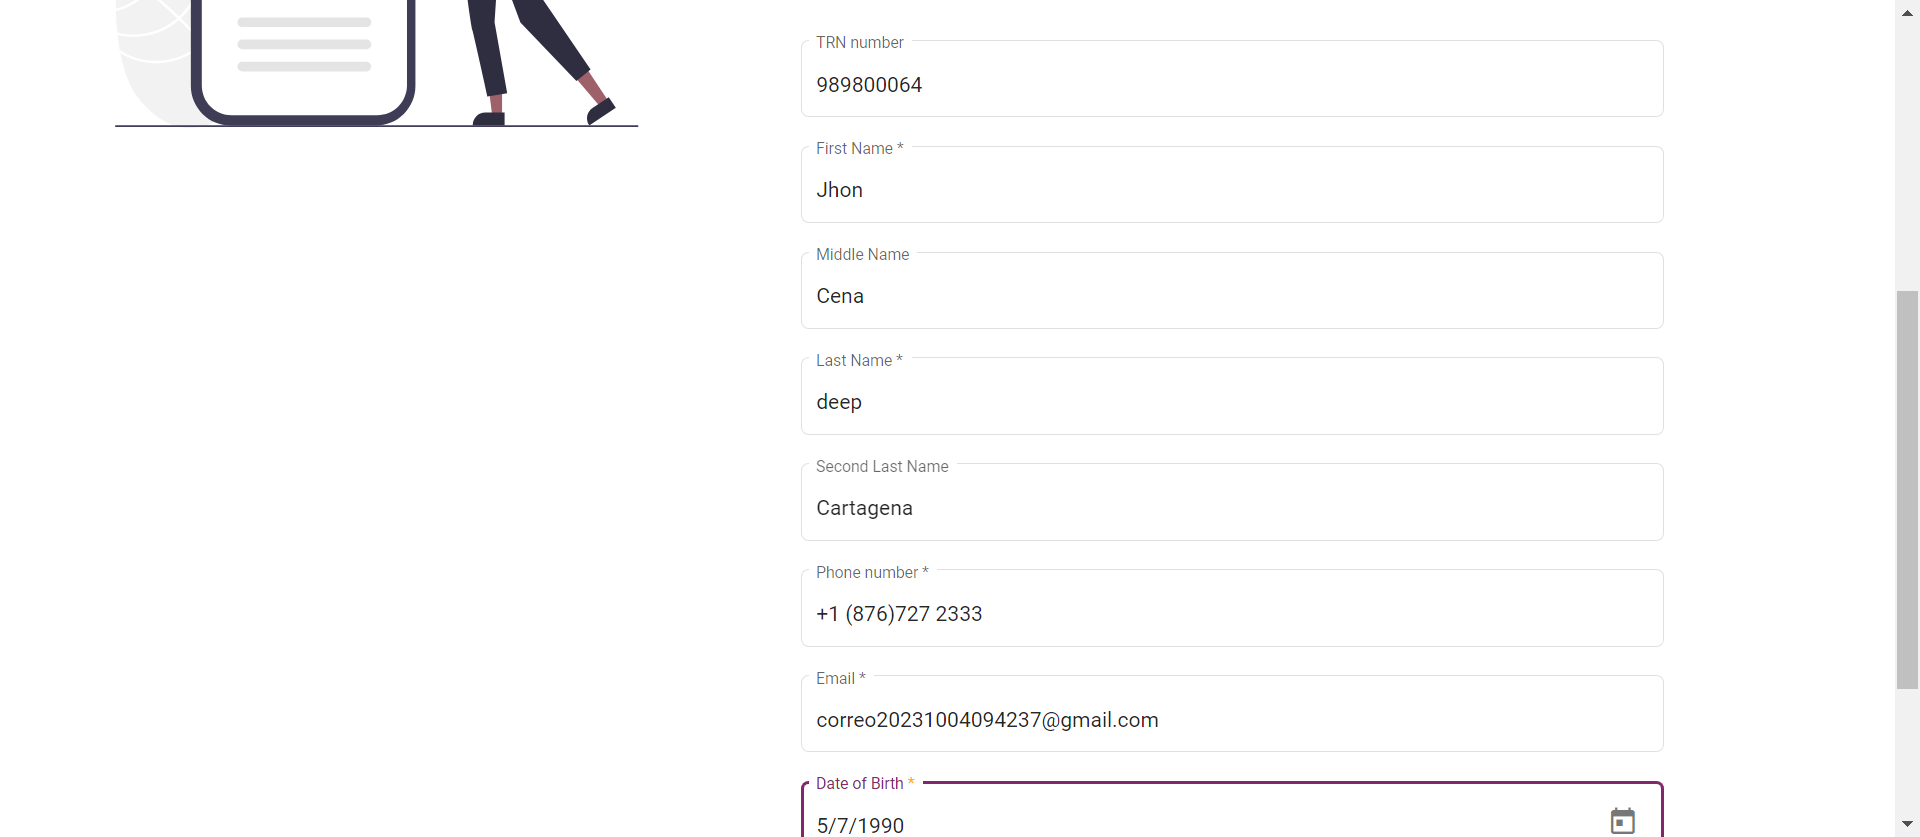 TRN number
989800064
First Name *
Jhon
Middle Name
Cena
Last Name *
deep
Second Last Name
Cartagena
Phone number *
+1 (876)727 2333
Email *
correo20231004094237@gmail.com
Date of Birth *
5/7/1990